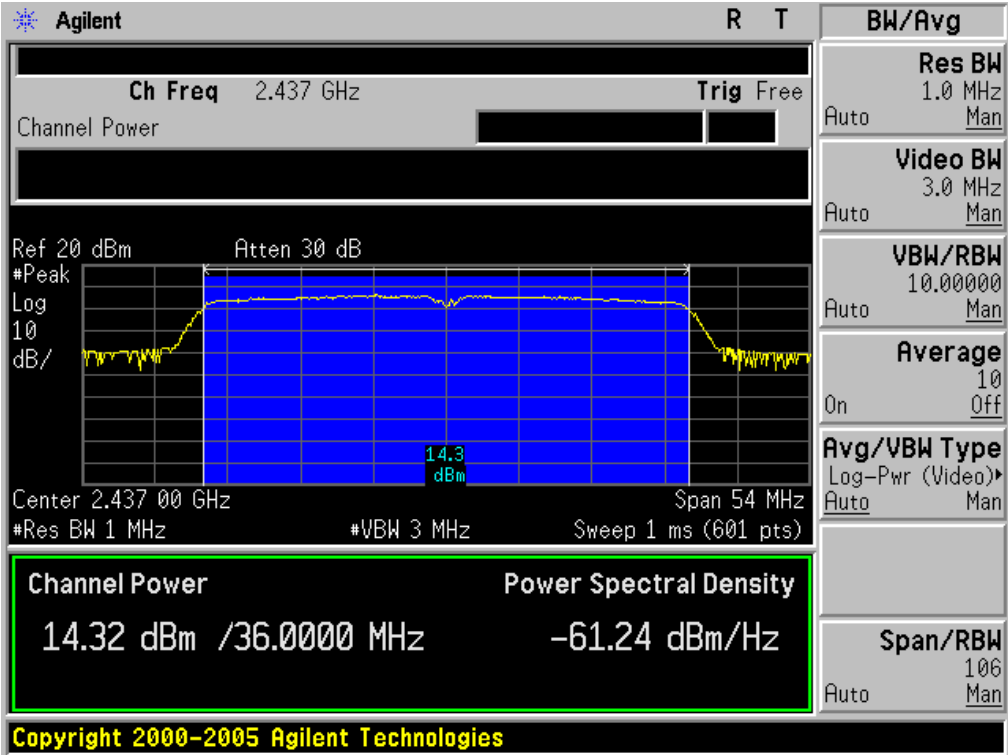 Agilent
R T
BW/Avg
Ch Freq 2.437 GHz
Trig Free
Channel Power
Ref 20 dBm
Atten 30 dB
#Peak
Log
10
dB/
14.3
dBm
Center 2.437 00 GHz
Span 54 MHz
#Res BW 1 MHz
#VBW 3 MHz
Sweep 1 ms (601 pts)
Channel Power
Power Spectral Density
14.32 dBm /36.0000 MHz
-61.24 dBm/Hz
Res BW
1.0 MHz
Auto Man
Video BW
3.0 MHz
Auto Man
VBW/RBW
10.00000
Auto Man
Average
10
On Off
Avg/VBW Type
Log-Pwr (Video)▸
Auto Man
Span/RBW
106
Auto Man
Copyright 2000-2005 Agilent Technologies